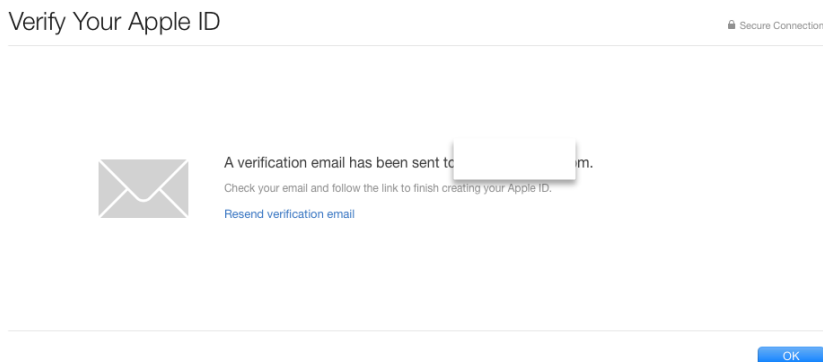 Verify Your Apple ID
Secure Connection
A verification email has been sent to
Check your email and follow the link to finish creating your Apple ID.
Resend verification email
OK